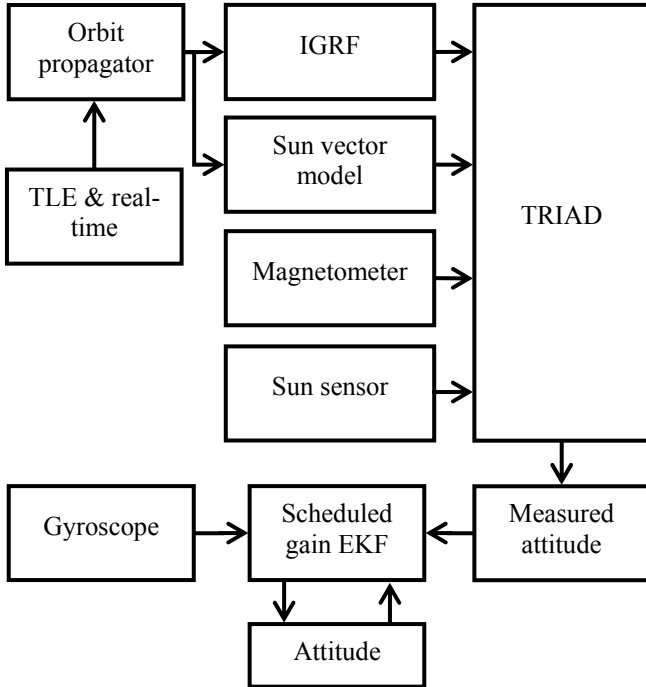 Orbit
propagator
IGRF
Sun vector
model
TRIAD
TLE & real-
time
Magnetometer
Sun sensor
Gyroscope
Scheduled
gain EKF
Measured
attitude
Attitude